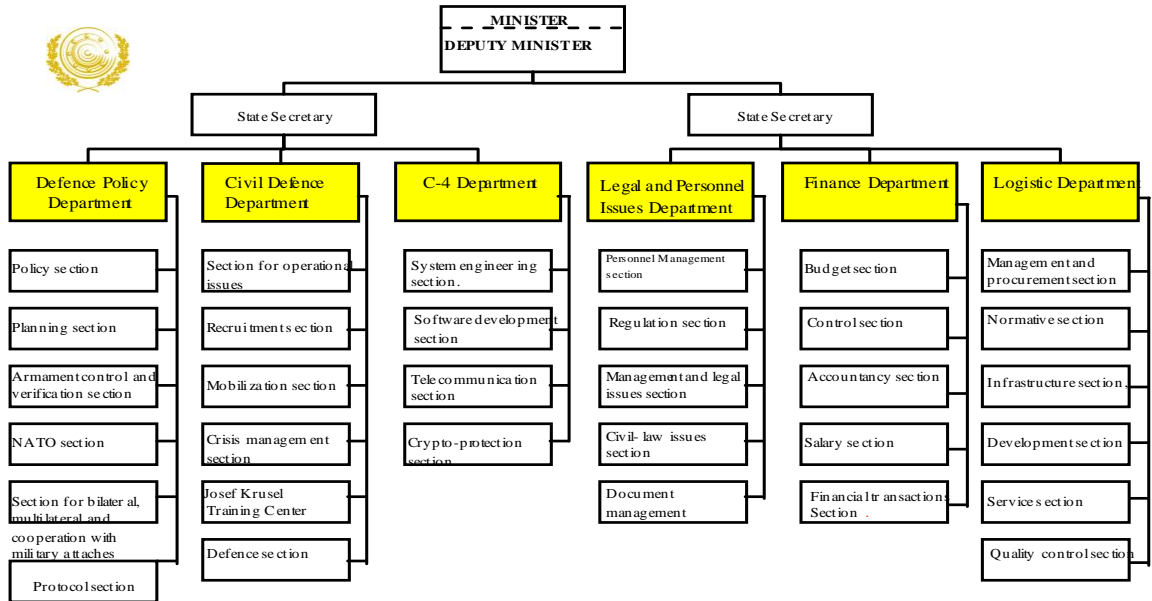 MINISTER
DEPUTY MINISTER
State Secretary
State Secretary
Defence Policy
Department
Civil Defence
Department
C-4 Department
Legal and Personnel
Issues Department
Finance Department
Logistic Department
Policy section
Planning section
Armament control and
verification section
NATO section
Section for bilateral,
multilateral and
cooperation with
military attaches
Protocol section
Section for operational
issues
Recruitment section
Mobilization section
Crisis management
section
Josef Krusel
Training Center
Defence section
System engineering
section.
Software development
section
Telecommunication
section
Crypto-protection
section
Personnel Management
section
Regulation section
Management and legal
issues section
Civil- law issues
section
Document
management
Budget section
Control section
Accountancy section
Salary section
Financial transactions
Section .
Management and
procurement section
Normative section
Infrastructure section,
Development section
Service section
Quality control section